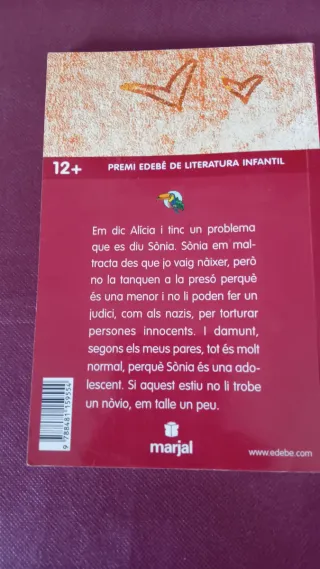 12+ PREMI EDEBÉ DE LITERATURA INFANTIL
Em dic Alícia i tinc un problema
que es diu Sònia. Sònia em mal-
tracta des que jo vaig nàixer, però
no la tanquen a la presó perquè
és una menor i no li poden fer un
judici, com als nazis, per torturar
persones innocents. I damunt,
segons els meus pares, tot és molt
normal, perquè Sònia és una ado-
lescent. Si aquest estiu no li trobe
un nòvio, em talle un peu.
9 788481 159554
marjal
www.edebe.com